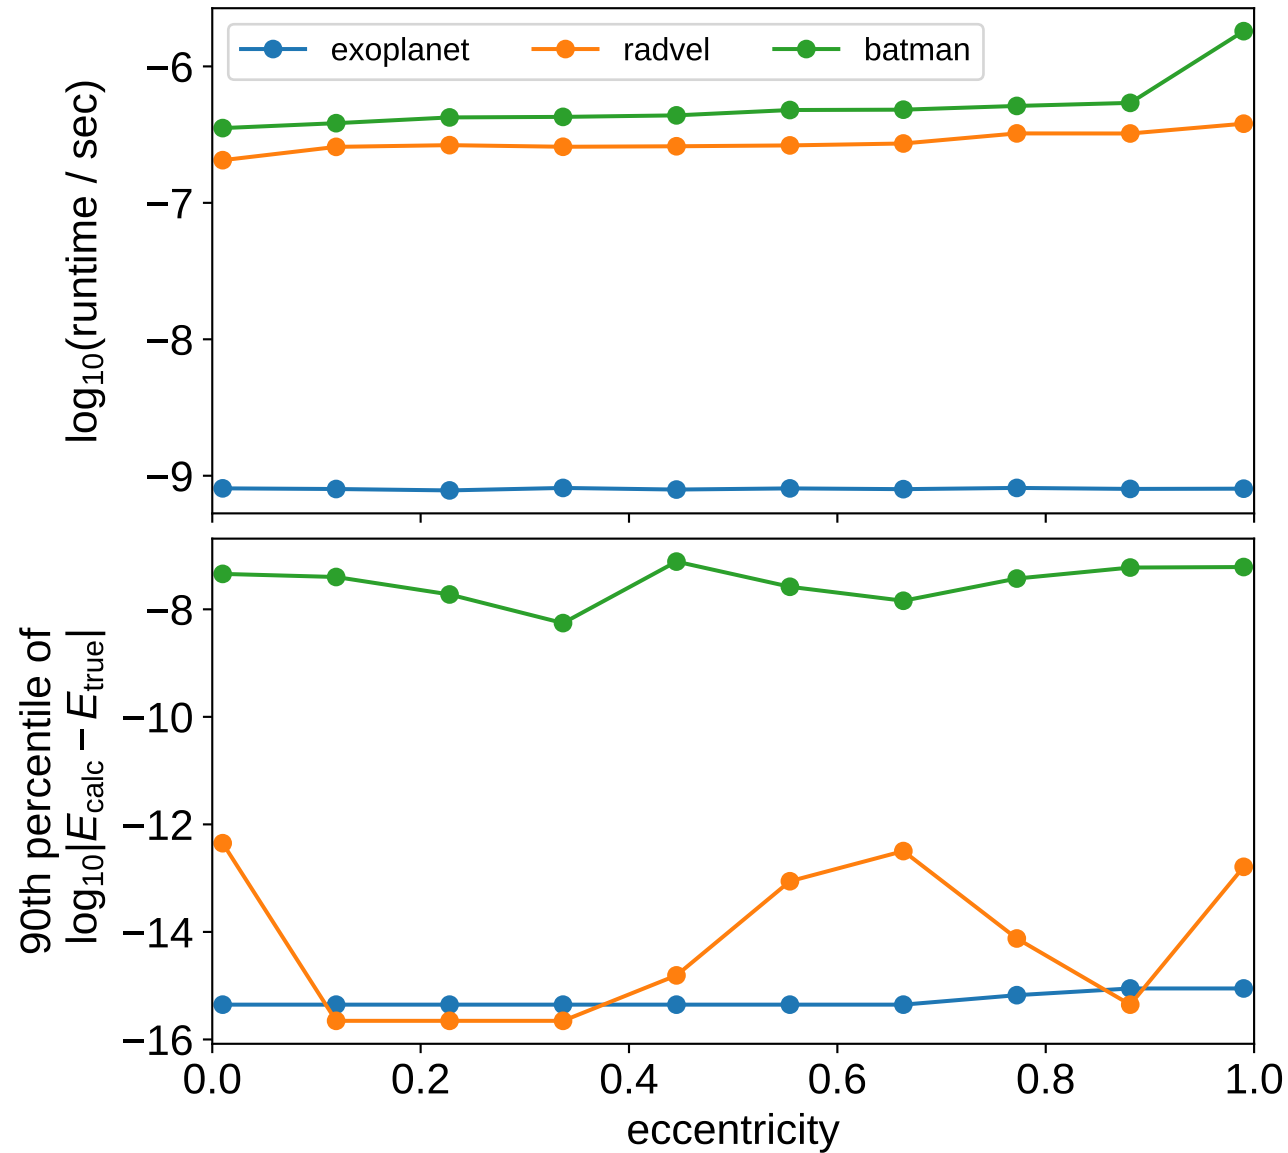 exoplanet radvel batman
−6
−7
−8
−9
log10(runtime / sec)
−8
−10
−12
−14
−16
90th percentile of
log10|Ecalc − Etrue|
0.0 0.2 0.4 0.6 0.8 1.0
eccentricity